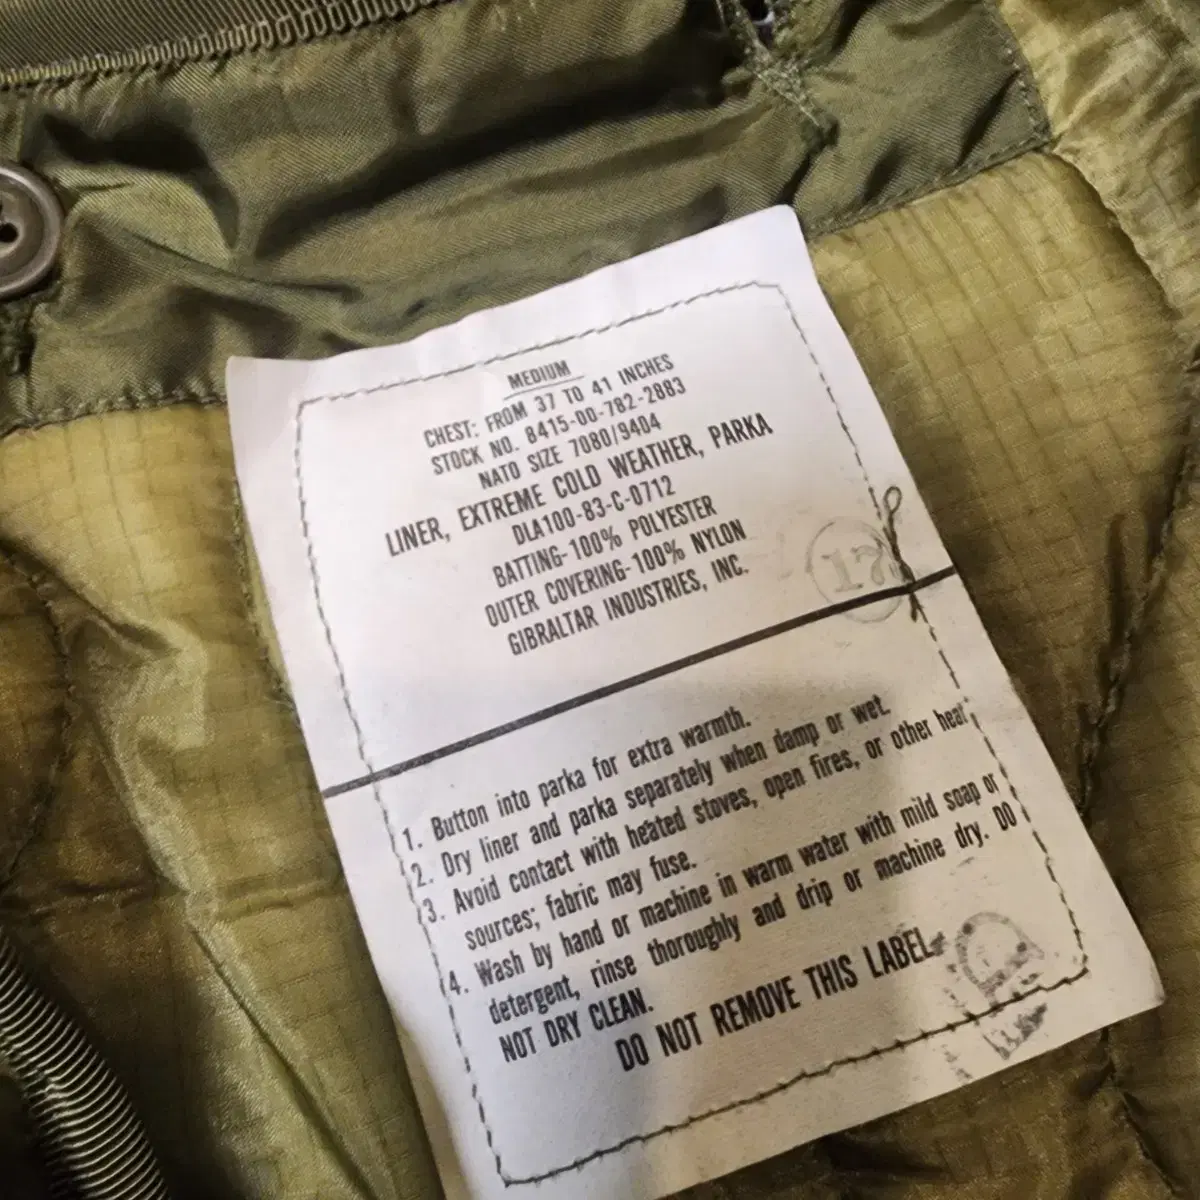 MEDIUM
CHEST: FROM 37 TO 41 INCHES
STOCK NO. 8415-00-782-2883
NATO SIZE 7080/9404
LINER, EXTREME COLD WEATHER, PARKA
DLA100-83-C-0712
BATTING-100% POLYESTER
OUTER COVERING-100% NYLON
GIBRALTAR INDUSTRIES, INC.
17
1. Button into parka for extra warmth.
2. Dry liner and parka separately when damp or wet.
3. Avoid contact with heated stoves, open fires, or other heat
sources; fabric may fuse.
4. Wash by hand or machine in warm water with mild soap or
detergent, rinse thoroughly and drip or machine dry. DO
NOT DRY CLEAN.
DO NOT REMOVE THIS LABEL